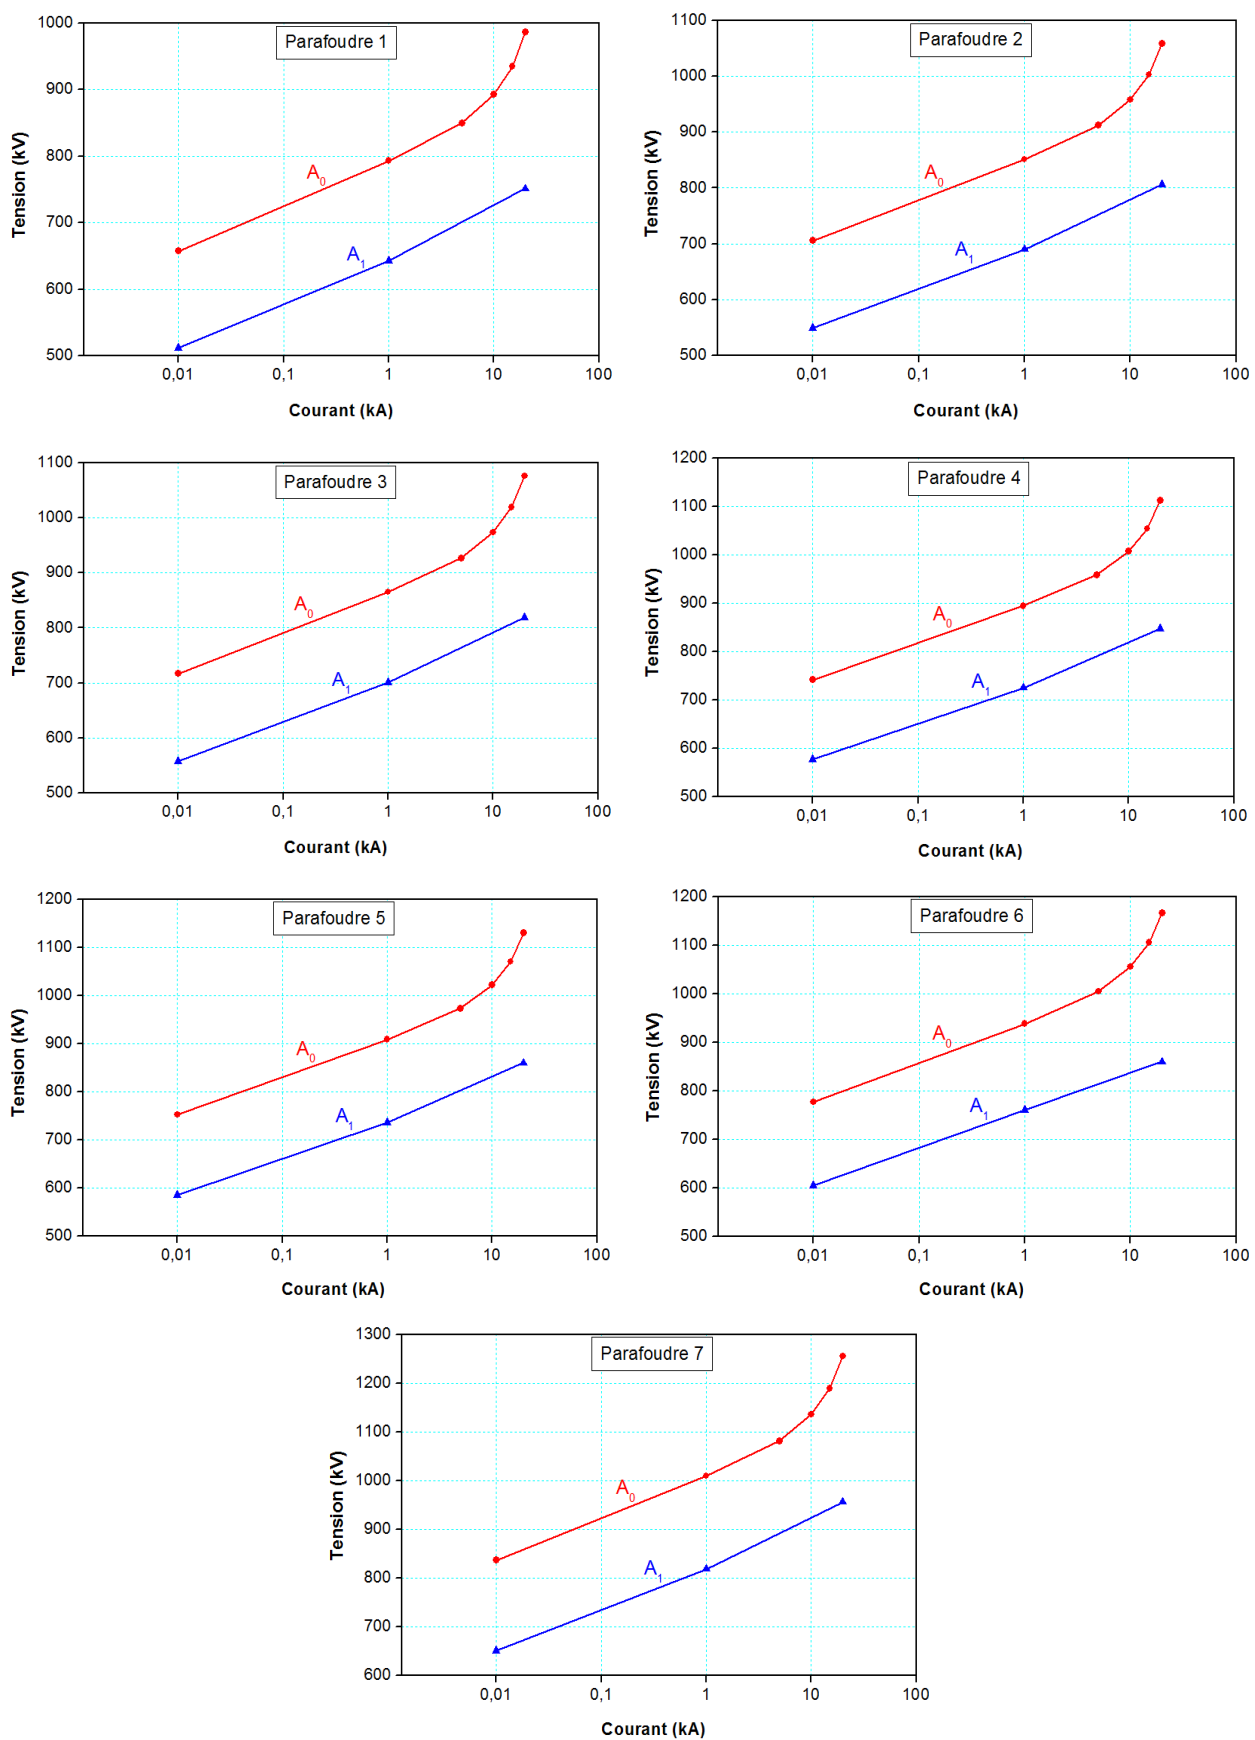 Parafoudre 1
Tension (kV)
1000
900
800
700
600
500
A0
A1
0,01 0,1 1 10 100
Courant (kA)
Parafoudre 2
Tension (kV)
1100
1000
900
800
700
600
500
A0
A1
0,01 0,1 1 10 100
Courant (kA)
Parafoudre 3
Tension (kV)
1100
1000
900
800
700
600
500
A0
A1
0,01 0,1 1 10 100
Courant (kA)
Parafoudre 4
Tension (kV)
1200
1100
1000
900
800
700
600
500
A0
A1
0,01 0,1 1 10 100
Courant (kA)
Parafoudre 5
Tension (kV)
1200
1100
1000
900
800
700
600
500
A0
A1
0,01 0,1 1 10 100
Courant (kA)
Parafoudre 6
Tension (kV)
1200
1100
1000
900
800
700
600
500
A0
A1
0,01 0,1 1 10 100
Courant (kA)
Parafoudre 7
Tension (kV)
1300
1200
1100
1000
900
800
700
600
A0
A1
0,01 0,1 1 10 100
Courant (kA)